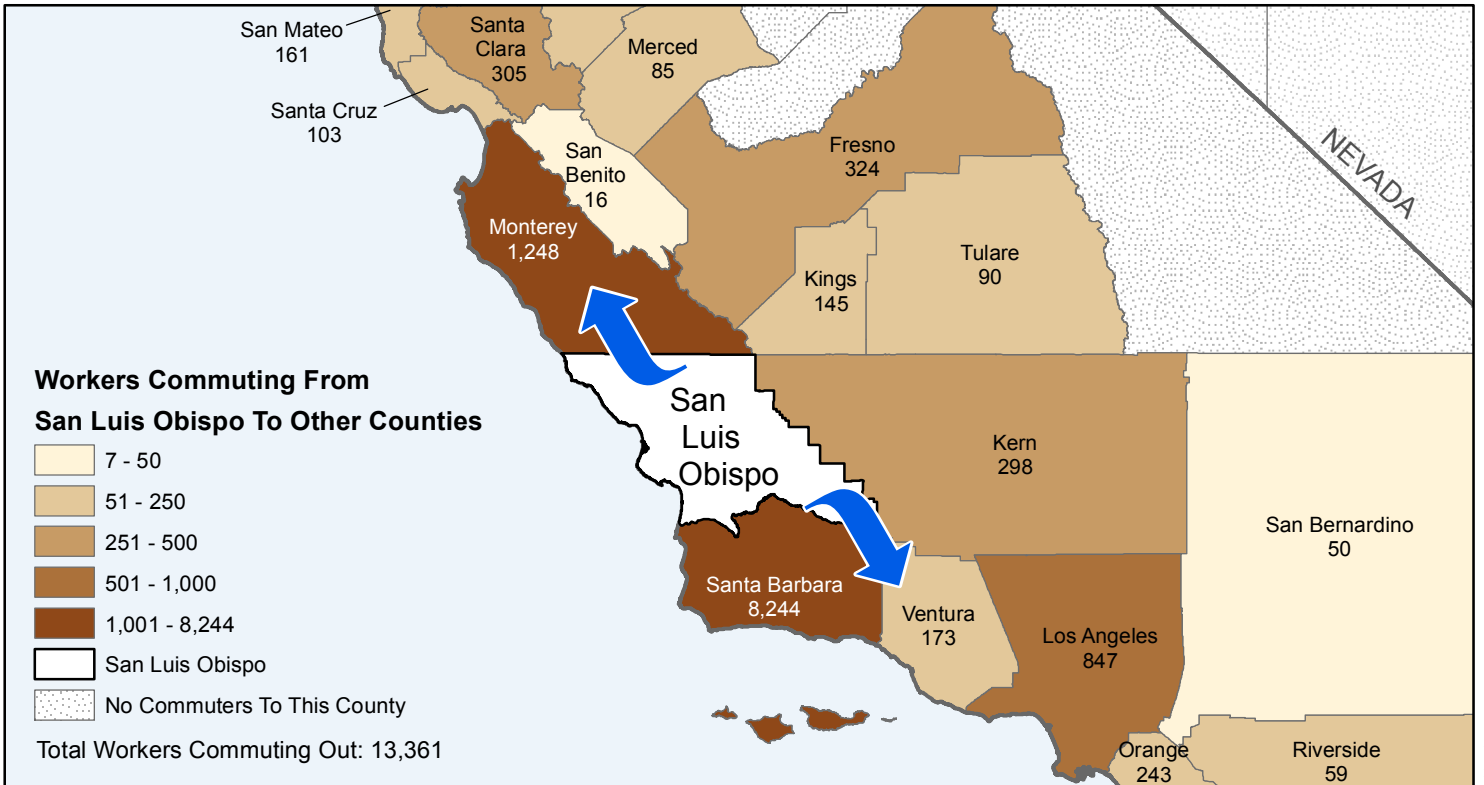 San Mateo
161
Santa
Clara
305
Merced
85
Santa Cruz
103
San
Benito
16
Fresno
324
NEVADA
Monterey
1,248
Kings
145
Tulare
90
San
Luis
Obispo
Kern
298
San Bernardino
50
Santa Barbara
8,244
Ventura
173
Los Angeles
847
Orange
243
Riverside
59
Workers Commuting From
San Luis Obispo To Other Counties
7 - 50
51 - 250
251 - 500
501 - 1,000
1,001 - 8,244
San Luis Obispo
No Commuters To This County
Total Workers Commuting Out: 13,361